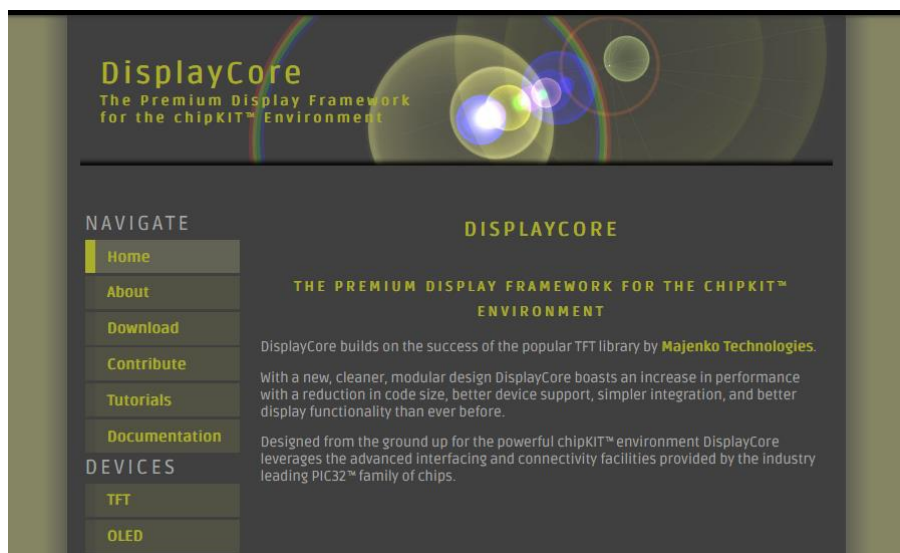 DisplayCore
The Premium Display Framework
for the chipKIT™ Environment
NAVIGATE
Home
About
Download
Contribute
Tutorials
Documentation
DEVICES
TFT
OLED
DISPLAYCORE
THE PREMIUM DISPLAY FRAMEWORK FOR THE CHIPKIT™
ENVIRONMENT
DisplayCore builds on the success of the popular TFT library by Majenko Technologies.
With a new, cleaner, modular design DisplayCore boasts an increase in performance
with a reduction in code size, better device support, simpler integration, and better
display functionality than ever before.
Designed from the ground up for the powerful chipKIT™ environment DisplayCore
leverages the advanced interfacing and connectivity facilities provided by the industry
leading PIC32™ family of chips.